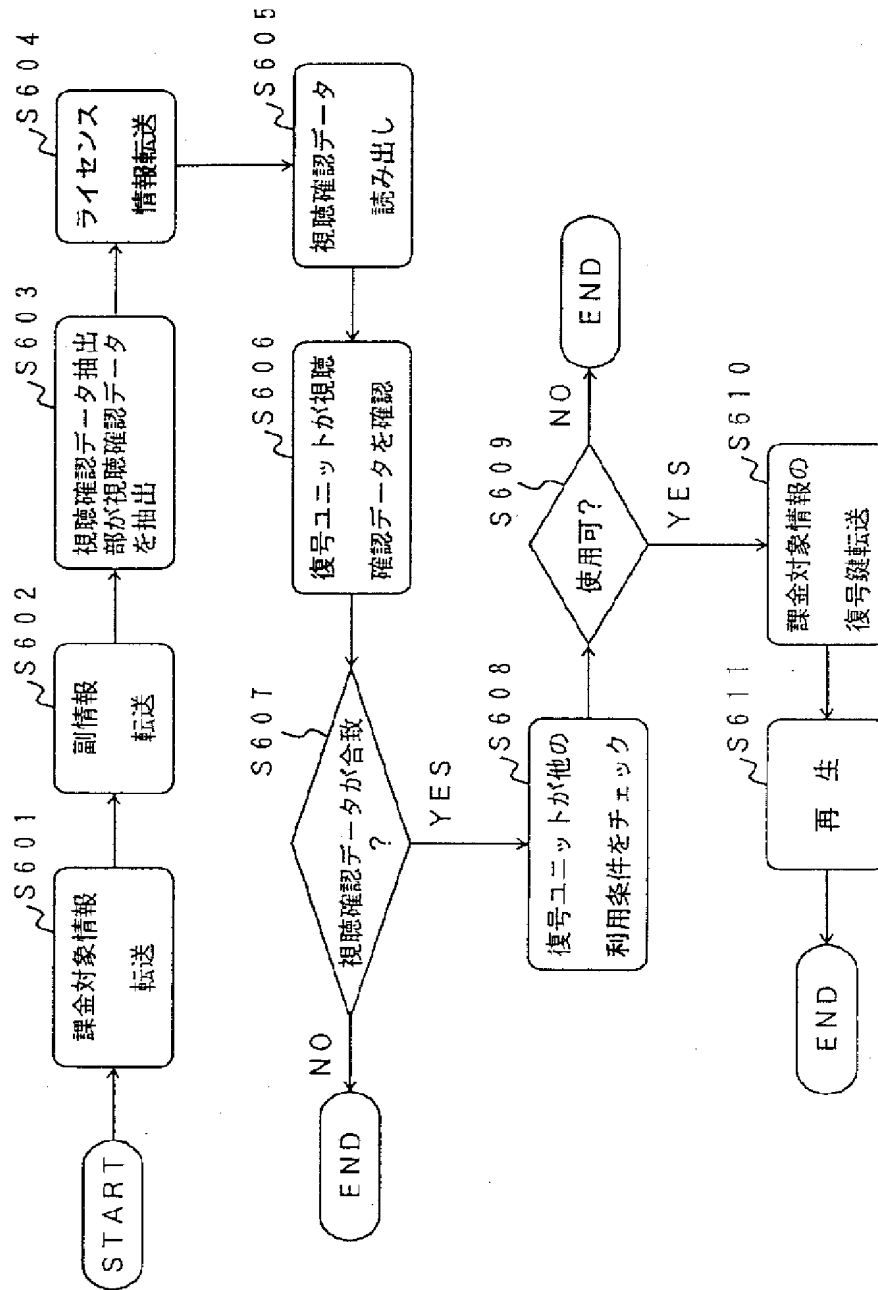 START
S601
課金対象情報
転送
S602
副情報
転送
S603
視聴確認データ抽出
部が視聴確認データ
を抽出
S604
ライセンス
情報転送
S605
視聴確認データ
読み出し
S606
復号ユニットが視聴
確認データを確認
S607
視聴確認データが合致
?
NO
END
YES
S608
復号ユニットが他の
利用条件をチェック
S609
使用可?
NO
END
YES
S610
課金対象情報の
復号鍵転送
S611
再 生
END